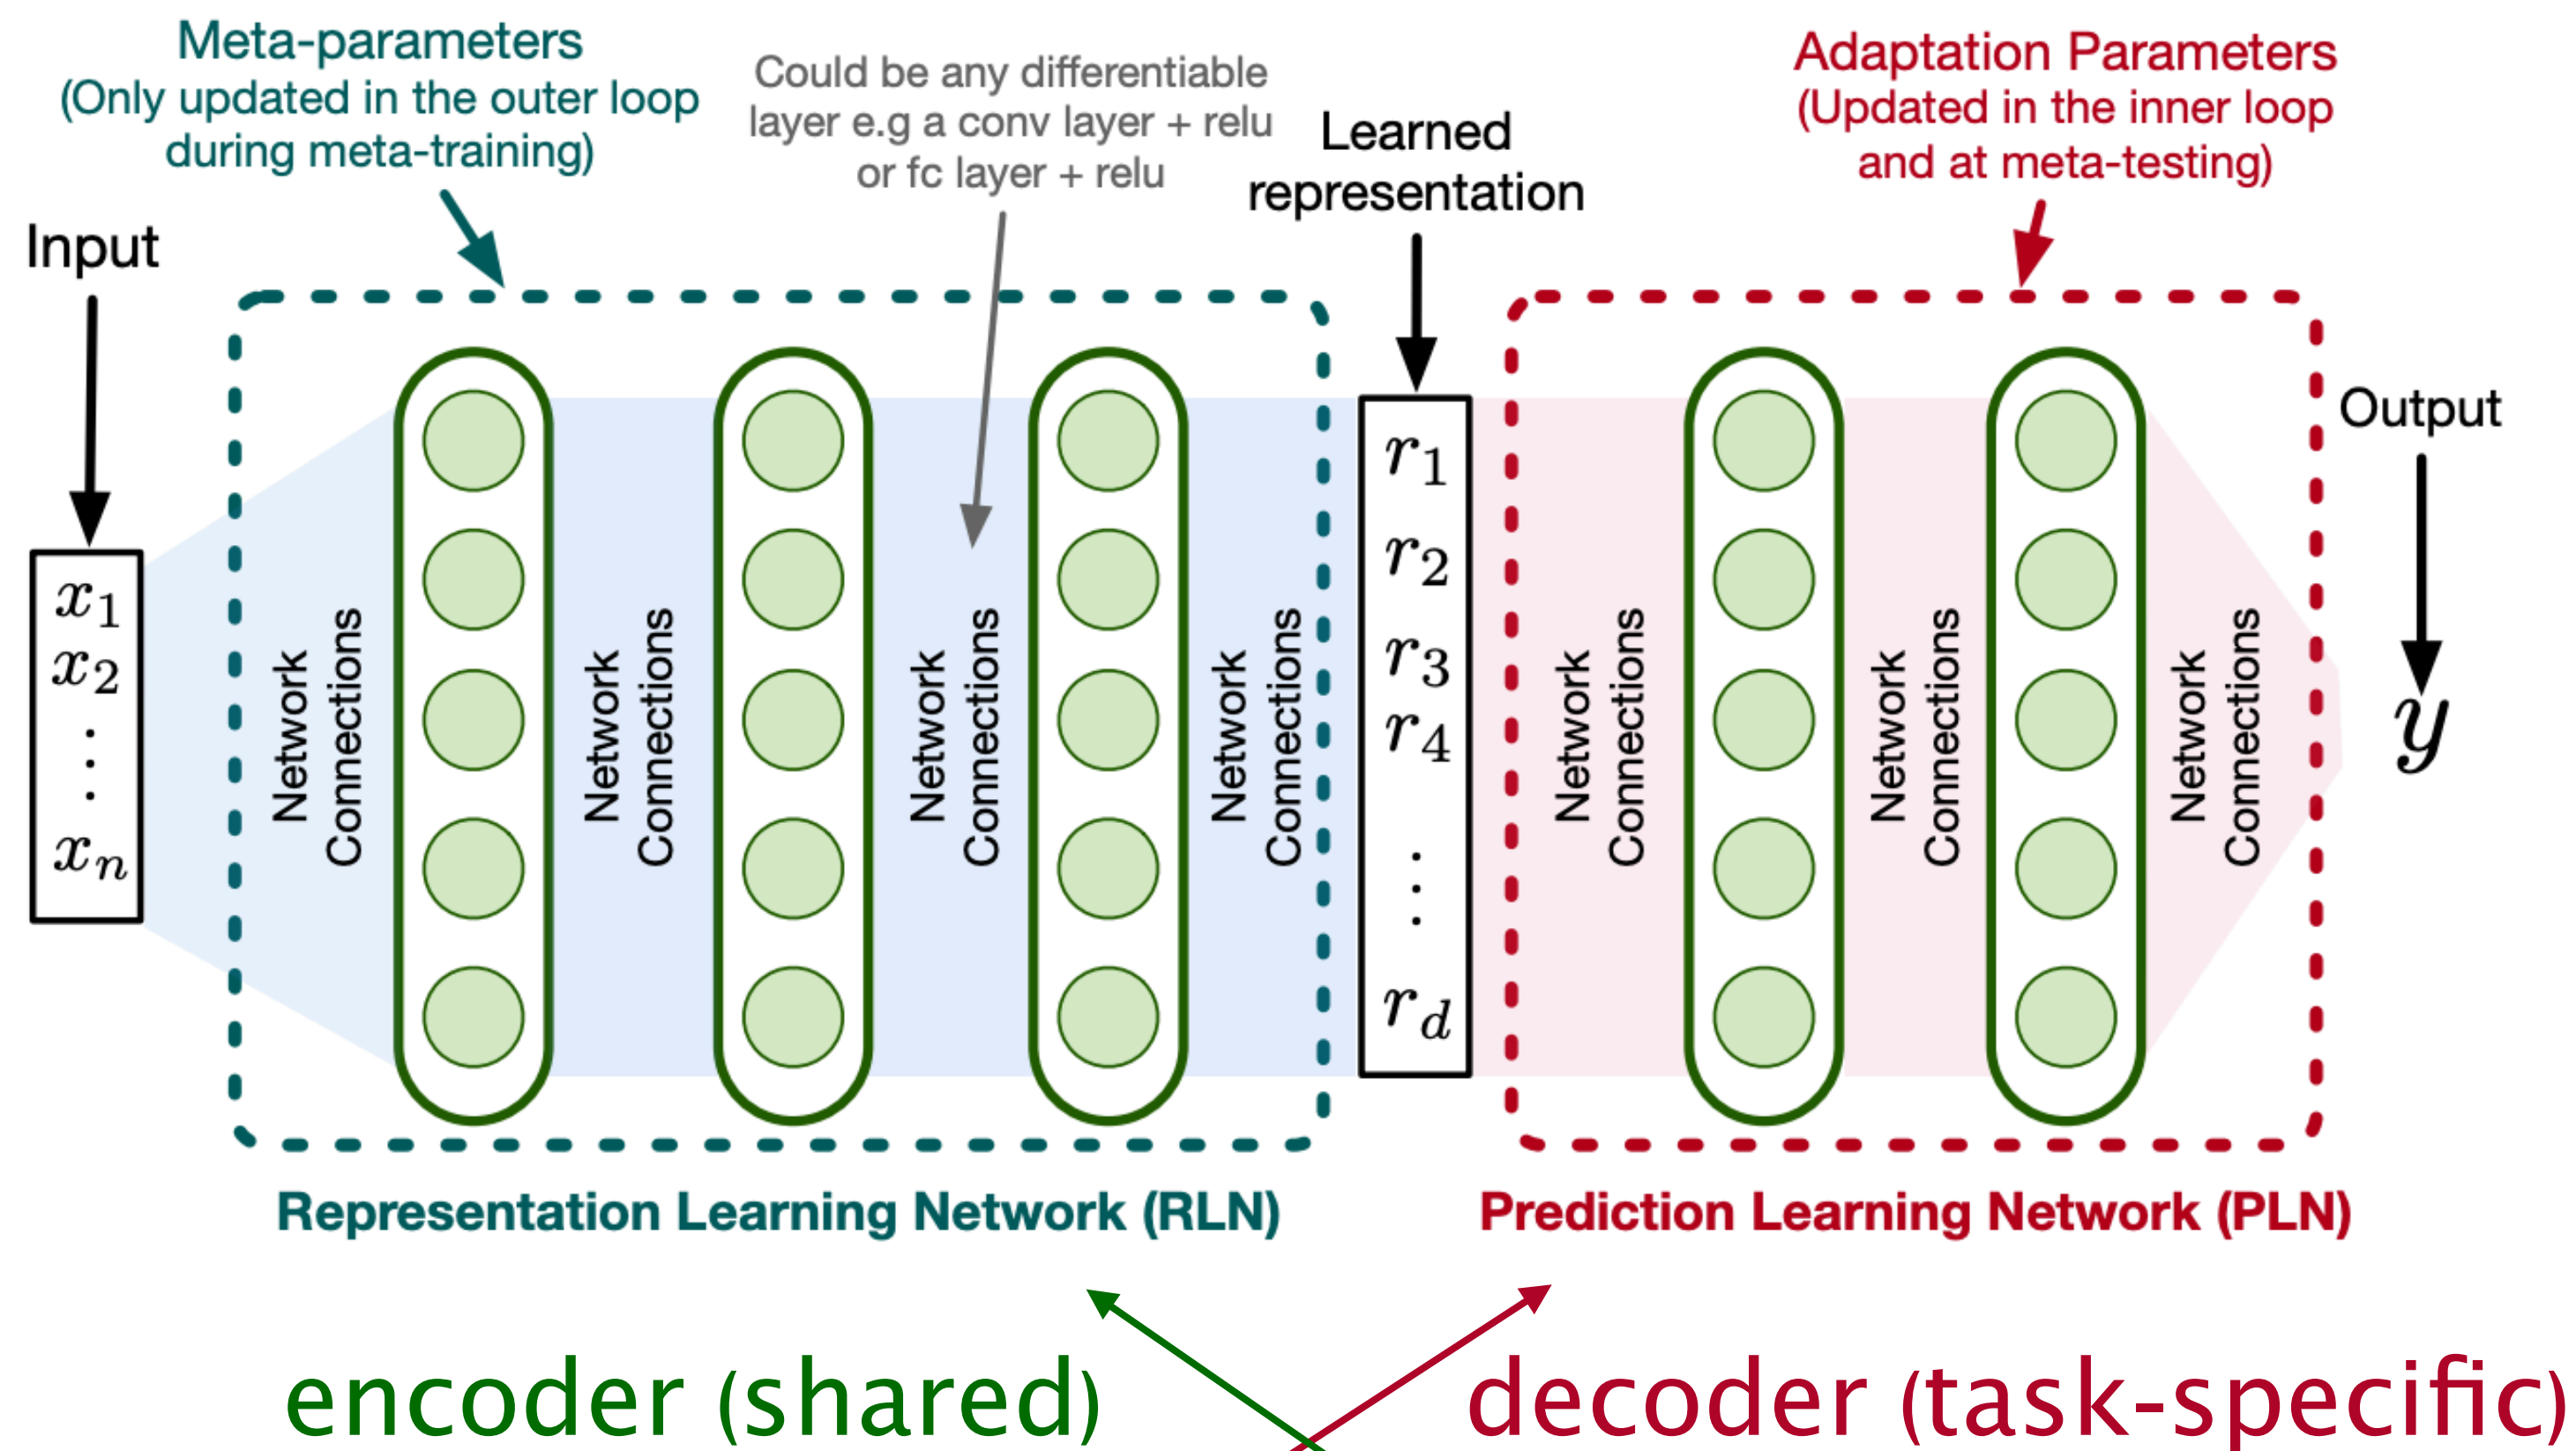 Meta-parameters
(Only updated in the outer loop
during meta-training)
Could be any differentiable
layer e.g a conv layer + relu
or fc layer + relu
Learned
representation
Adaptation Parameters
(Updated in the inner loop
and at meta-testing)
Input
Output
x1
x2
⋮
xn
Network
Connections
Network
Connections
Network
Connections
Network
Connections
r1
r2
r3
r4
⋮
rd
Network
Connections
Network
Connections
Network
Connections
y
Representation Learning Network (RLN)
Prediction Learning Network (PLN)
encoder (shared)
decoder (task-specific)